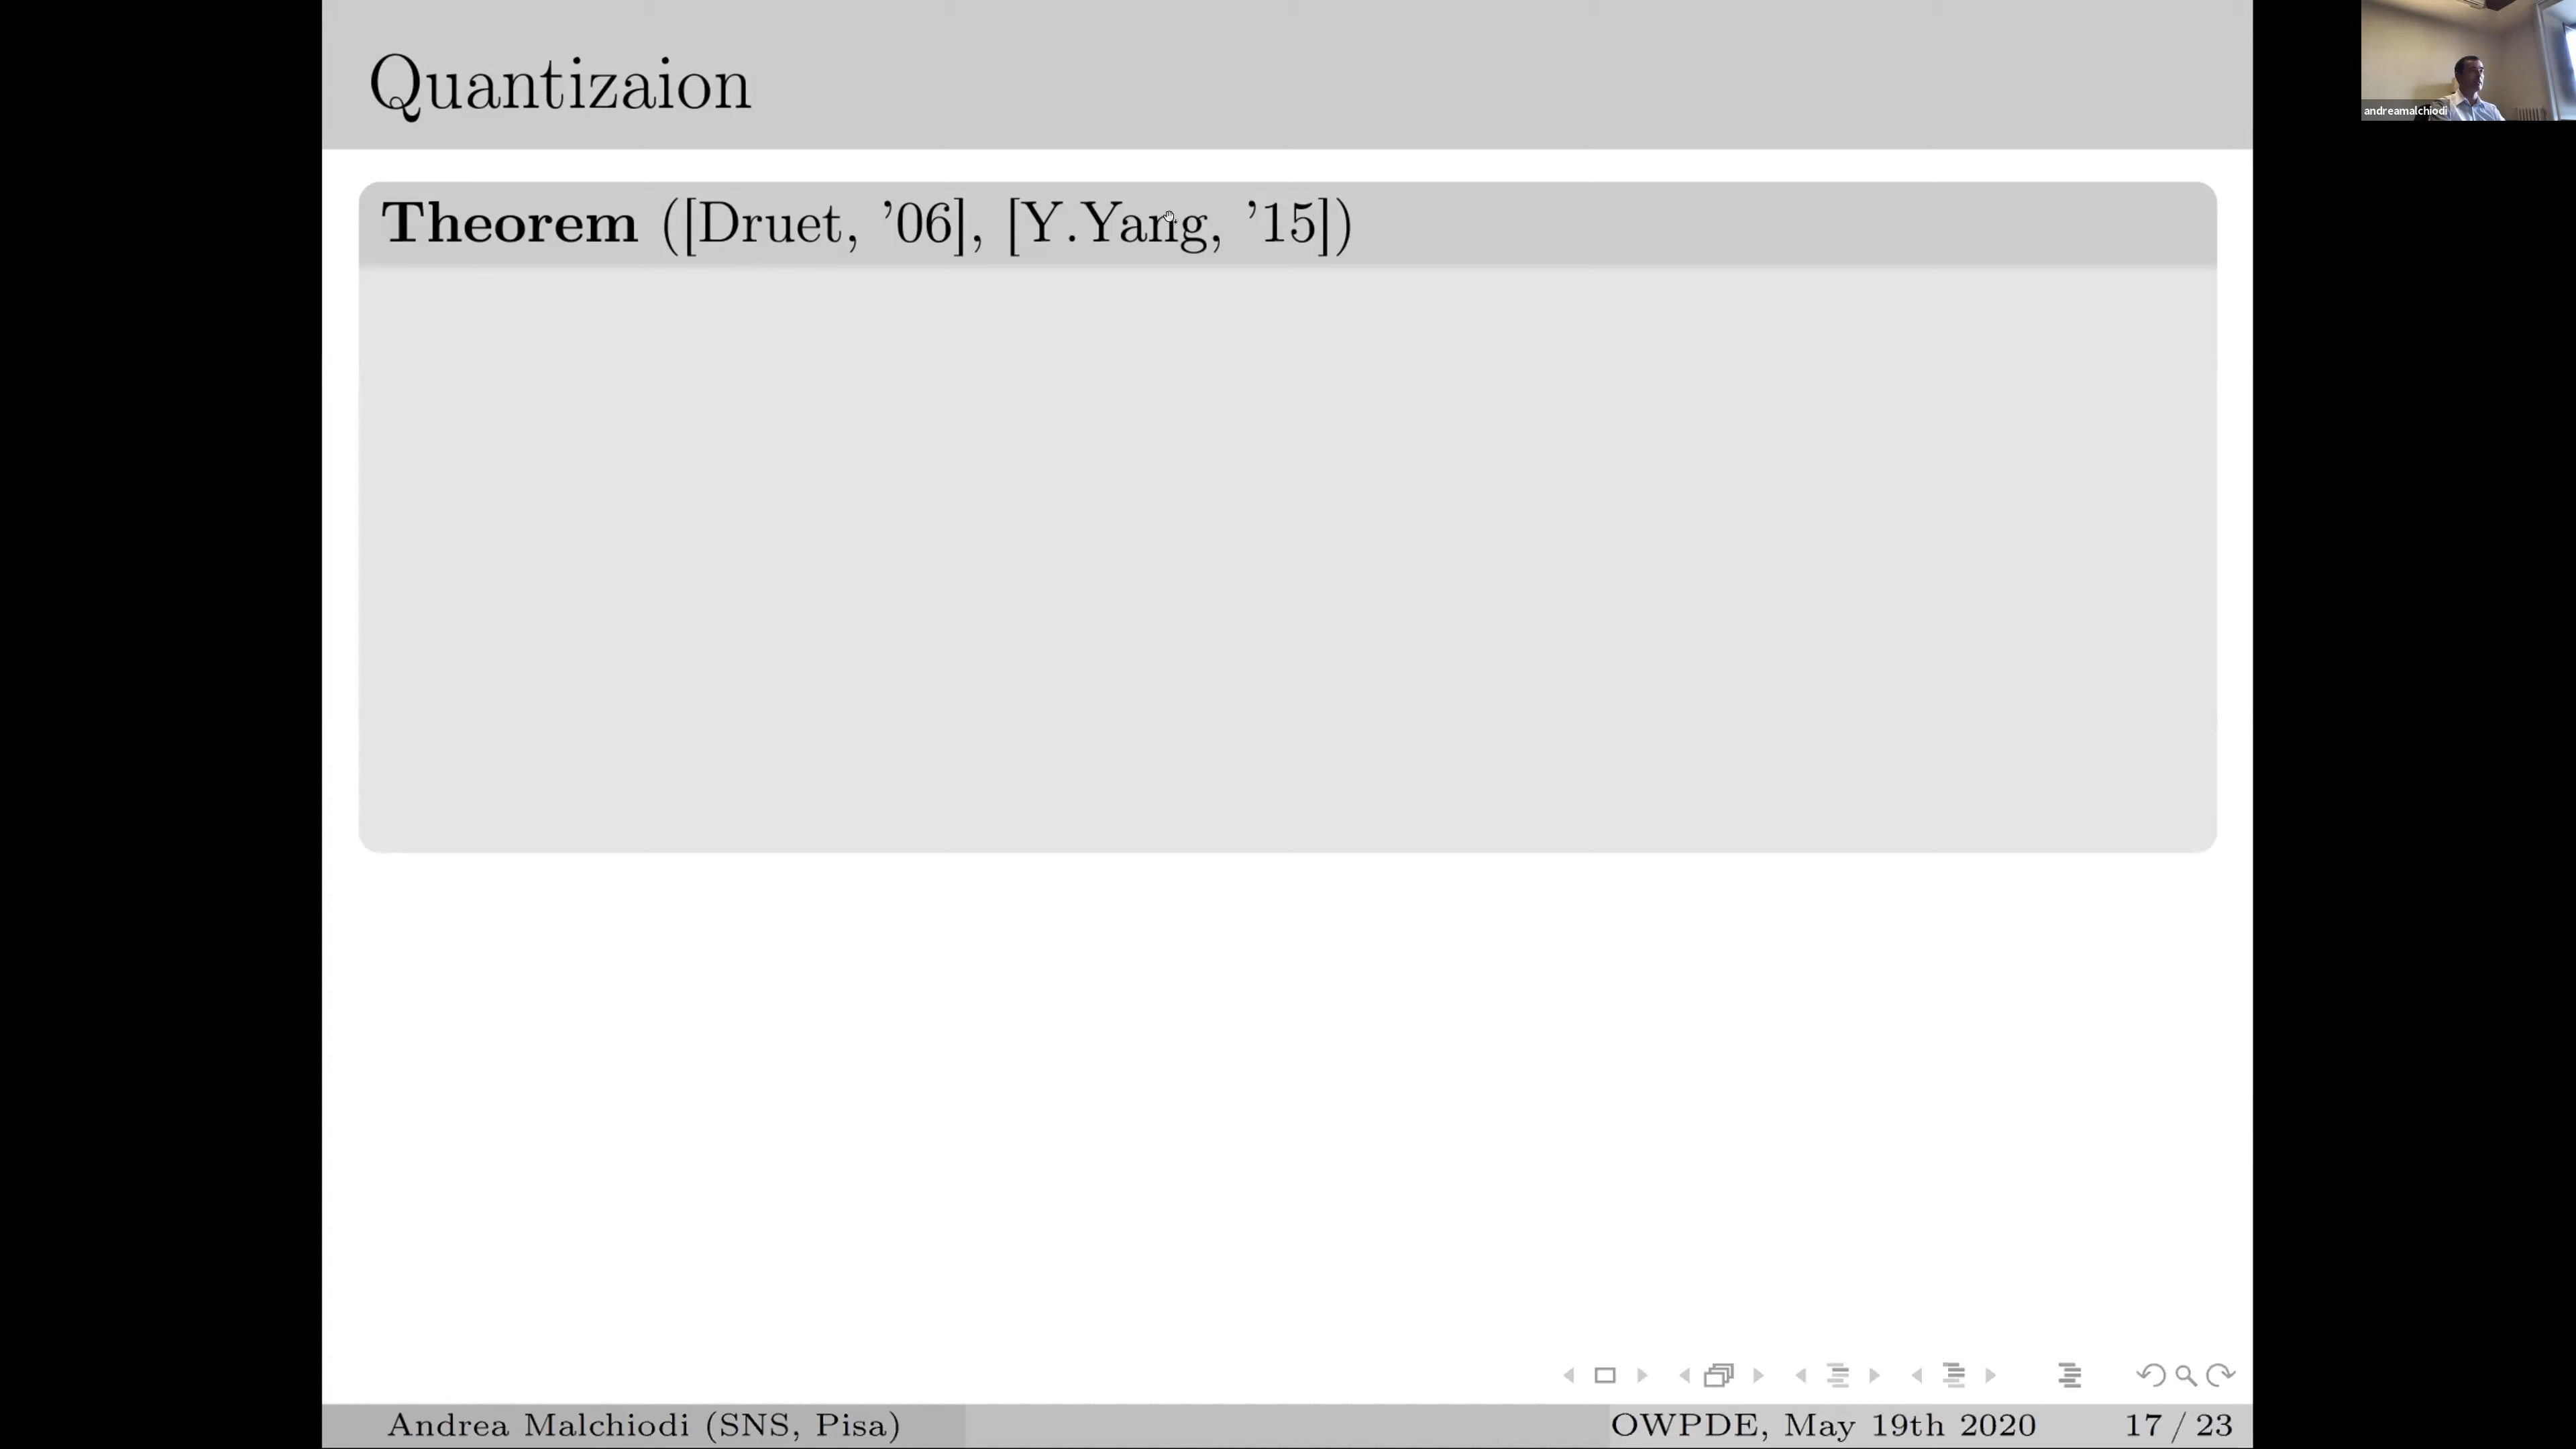 Quantizaion
andreamalchiodi
Theorem ([Druet, ’06], [Y.Yang, ’15])
Andrea Malchiodi (SNS, Pisa)
OWPDE, May 19th 2020
17 / 23